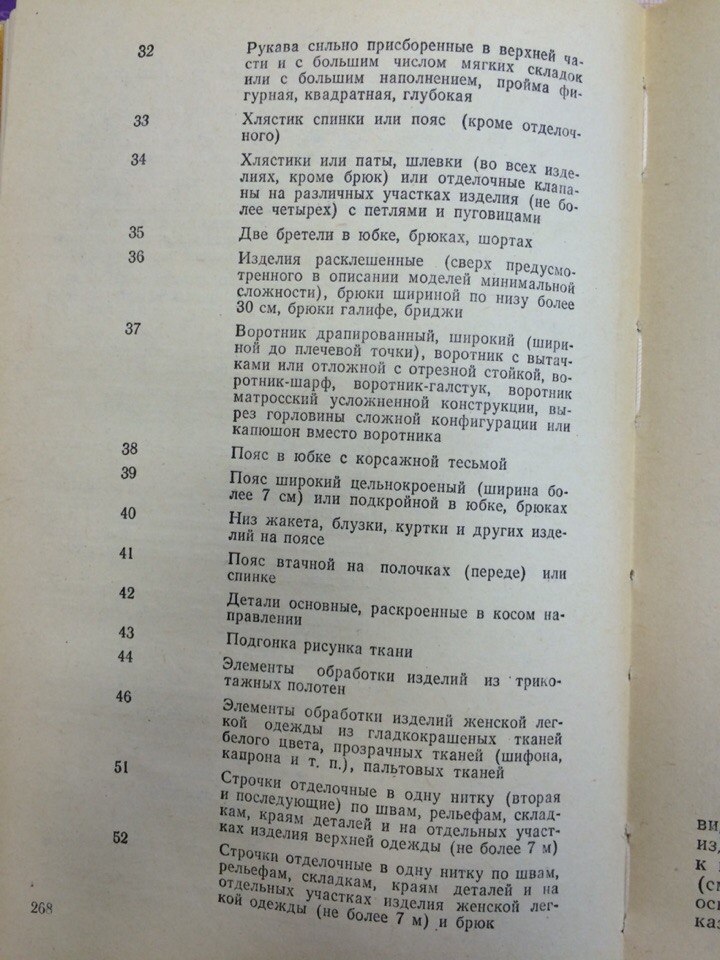 32 Рукава сильно присборенные в верхней ча-
сти и с большим числом мягких складок
или с большим наполнением, пройма фи-
гурная, квадратная, глубокая
33 Хлястик спинки или пояс (кроме отделоч-
ного)
34 Хлястики или паты, шлевки (во всех изде-
лиях, кроме брюк) или отделочные клапа-
ны на различных участках изделия (не бо-
лее четырех) с петлями и пуговицами
35 Две бретели в юбке, брюках, шортах
36 Изделия расклешенные (сверх предусмо-
тренного в описании моделей минимальной
сложности), брюки шириной по низу более
30 см, брюки галифе, бриджи
37 Воротник драпированный, широкий (шири-
ной до плечевой точки), воротник с вытач-
ками или отложной с отрезной стойкой, во-
ротник-шарф, воротник-галстук, воротник
матросский усложненной конструкции, вы-
рез горловины сложной конфигурации или
капюшон вместо воротника
38 Пояс в юбке с корсажной тесьмой
39 Пояс широкий цельнокроеный (ширина бо-
лее 7 см) или подкройной в юбке, брюках
40 Низ жакета, блузки, куртки и других изде-
лий на поясе
41 Пояс втачной на полочках (переде) или
спинке
42 Детали основные, раскроенные в косом на-
правлении
43 Подгонка рисунка ткани
44 Элементы обработки изделий из трико-
тажных полотен
46 Элементы обработки изделий женской лег-
кой одежды из гладкокрашеных тканей
белого цвета, прозрачных тканей (шифона,
капрона и т. п.), пальтовых тканей
51 Строчки отделочные в одну нитку (вторая
и последующие) по швам, рельефам, склад-
кам, краям деталей и на отдельных участ-
ках изделия верхней одежды (не более 7 м)
52 Строчки отделочные в одну нитку по швам,
рельефам, складкам, краям деталей и на
отдельных участках изделия женской лег-
кой одежды (не более 7 м) и брюк
268
ви
из
к
(с
ос
каз